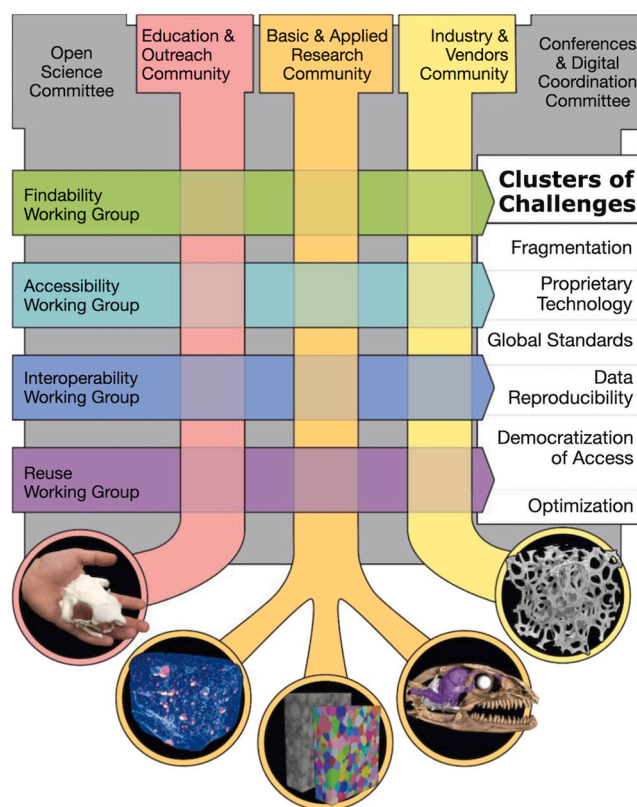 Open
Science
Committee
Education &
Outreach
Community
Basic & Applied
Research
Community
Industry &
Vendors
Community
Conferences
& Digital
Coordination
Committee
Findability
Working Group
Accessibility
Working Group
Interoperability
Working Group
Reuse
Working Group
Clusters of
Challenges
Fragmentation
Proprietary
Technology
Global Standards
Data
Reproducibility
Democratization
of Access
Optimization